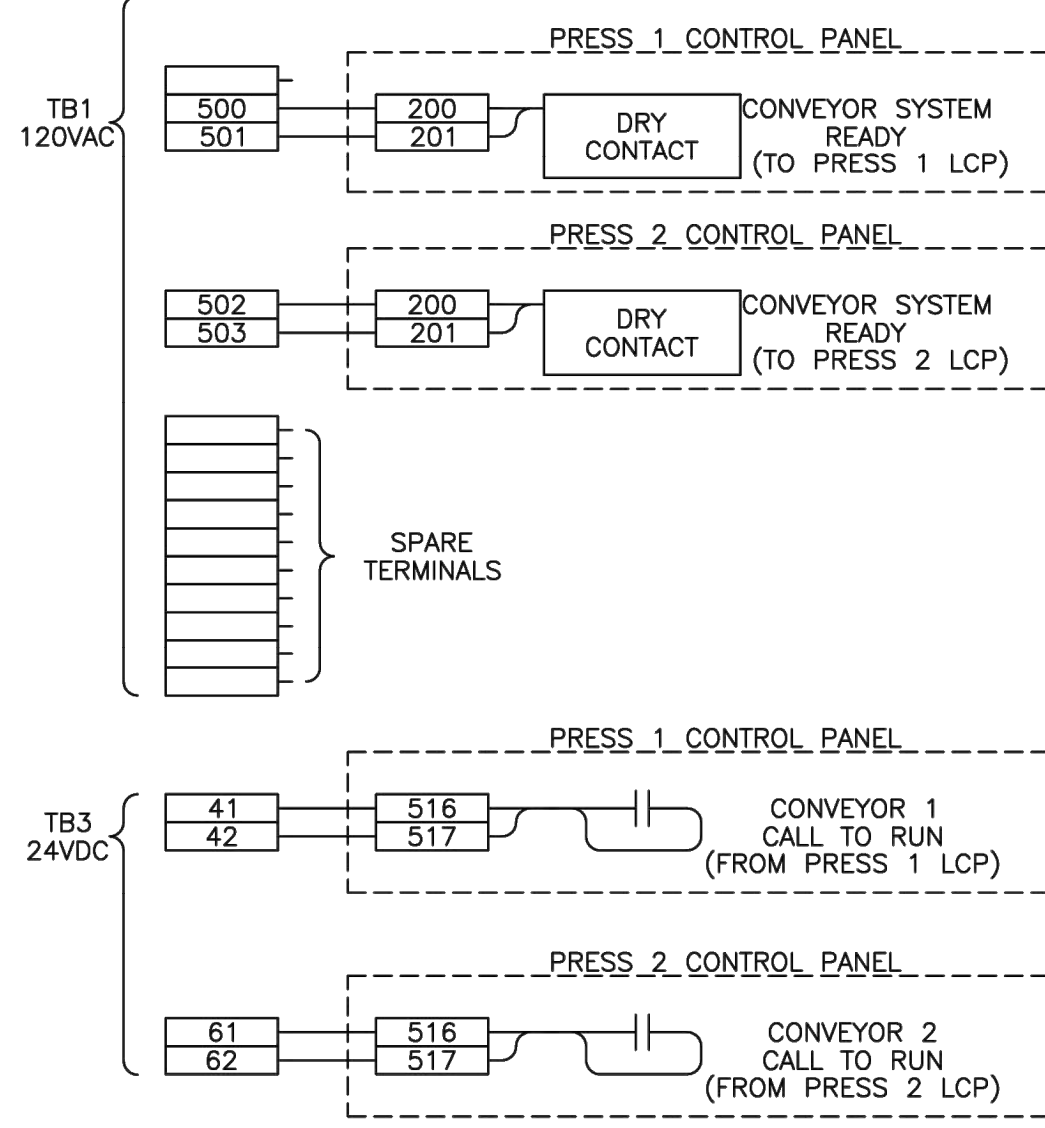 PRESS 1 CONTROL PANEL
TB1
120VAC
500
501
200
201
DRY
CONTACT
CONVEYOR SYSTEM
READY
(TO PRESS 1 LCP)
PRESS 2 CONTROL PANEL
502
503
200
201
DRY
CONTACT
CONVEYOR SYSTEM
READY
(TO PRESS 2 LCP)
SPARE
TERMINALS
PRESS 1 CONTROL PANEL
TB3
24VDC
41
42
516
517
CONVEYOR 1
CALL TO RUN
(FROM PRESS 1 LCP)
PRESS 2 CONTROL PANEL
61
62
516
517
CONVEYOR 2
CALL TO RUN
(FROM PRESS 2 LCP)